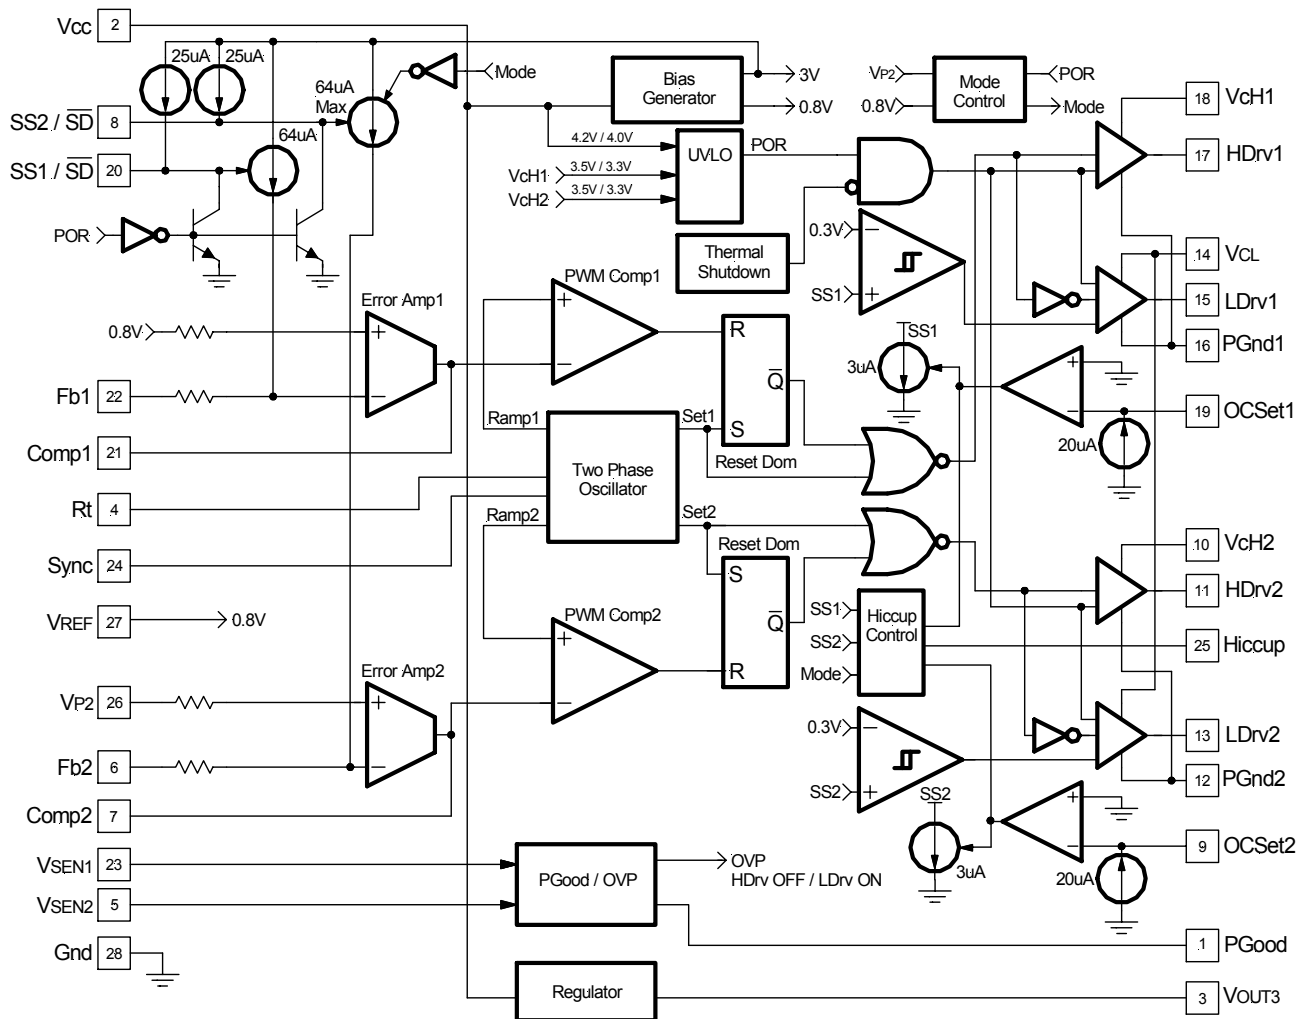 Vcc 2
25uA 25uA
64uA
Max
Mode
SS2 / SD 8
64uA
SS1 / SD 20
POR
Bias
Generator
3V
0.8V
VP2
0.8V
Mode
Control
POR
Mode
4.2V / 4.0V
VcH1 3.5V / 3.3V
VcH2 3.5V / 3.3V
UVLO
POR
Thermal
Shutdown
0.3V
SS1
− +
18 VcH1
17 HDrv1
14 VCL
15 LDrv1
16 PGnd1
Error Amp1
0.8V
+ −
Fb1 22
Comp1 21
PWM Comp1
+ −
R
Q
S
Reset Dom
SS1
3uA
+ −
19 OCSet1
20uA
Ramp1
Set1
Two Phase
Oscillator
Rt 4
Ramp2
Set2
Sync 24
VREF 27 0.8V
Reset Dom
S
Q
R
PWM Comp2
+ −
SS1
SS2
Mode
Hiccup
Control
10 VcH2
11 HDrv2
25 Hiccup
Error Amp2
VP2 26
+ −
Fb2 6
Comp2 7
0.3V
SS2
− +
13 LDrv2
12 PGnd2
SS2
3uA
+ −
9 OCSet2
20uA
VSEN1 23
VSEN2 5
PGood / OVP
OVP
HDrv OFF / LDrv ON
1 PGood
Gnd 28
Regulator
3 VOUT3